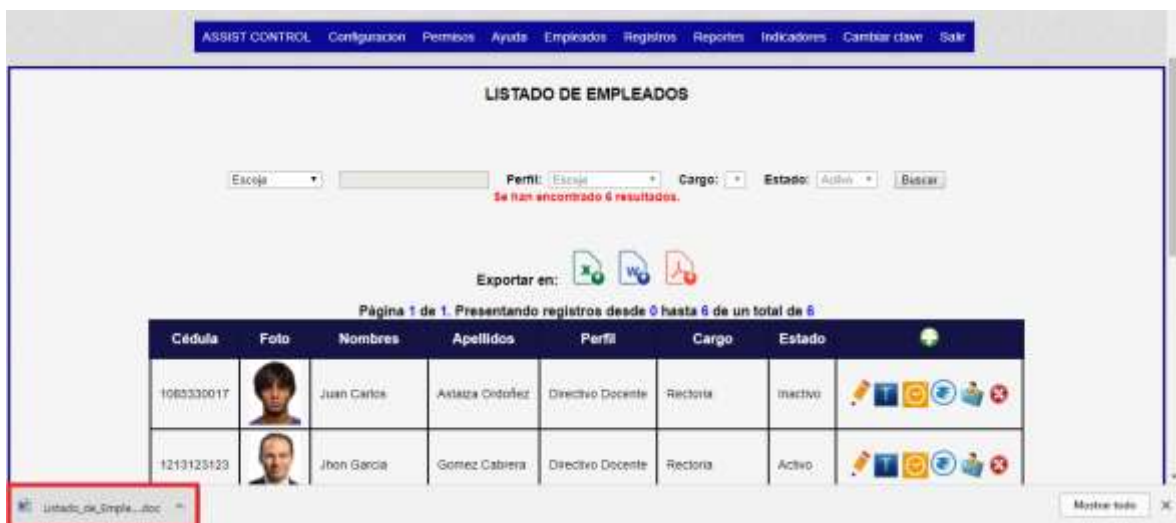 ASSIST CONTROL Configuracion Permisos Ayuda Empleados Registros Reportes Indicadores Cambiar clave Salir
LISTADO DE EMPLEADOS
Escoja Perfil: Escoja Cargo: Estado: Activo Buscar
Se han encontrado 6 resultados.
Exportar en:
Página 1 de 1. Presentando registros desde 0 hasta 6 de un total de 6
Cédula Foto Nombres Apellidos Perfil Cargo Estado
Juan Carlos Astaiza Ordoñez Directivo Docente Rectoria Inactivo
1213123123 Jhon Garcia Gomez Cabrera Directivo Docente Rectoria Activo
Listado_de_Emple....doc Mostrar todo